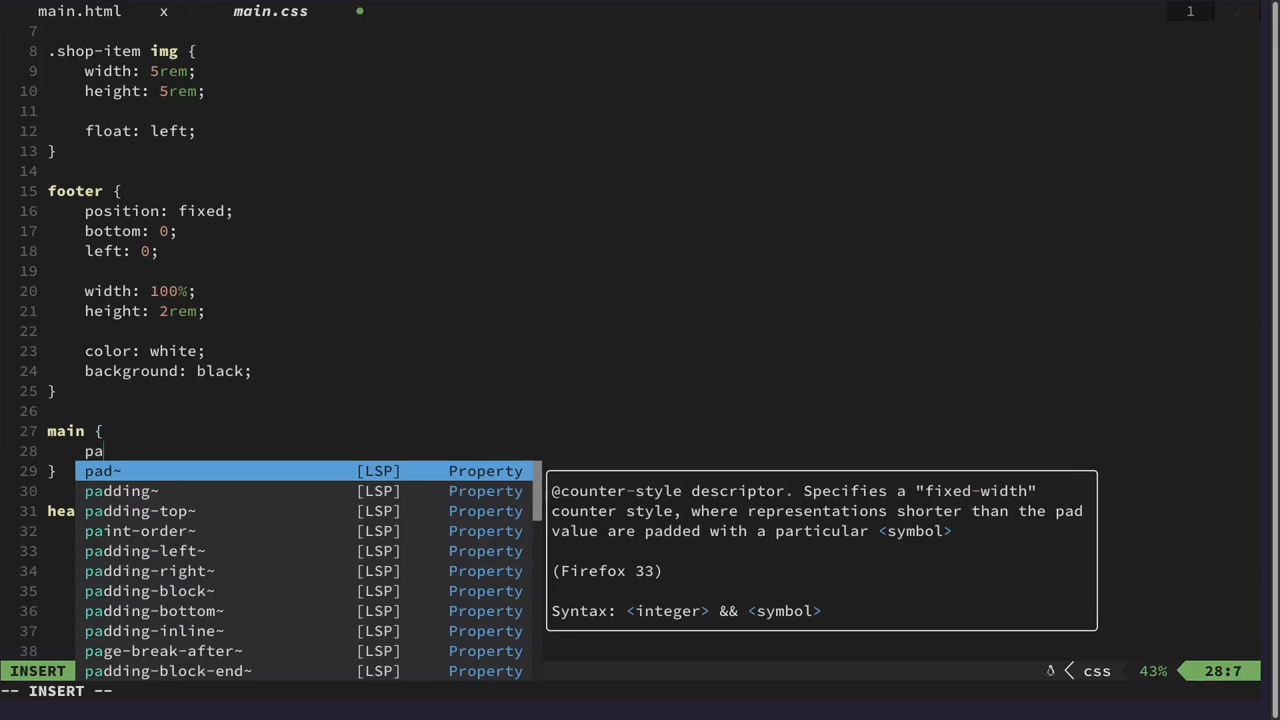 main.html x main.css ● 1
7
8 .shop-item img {
9 width: 5rem;
10 height: 5rem;
11
12 float: left;
13 }
14
15 footer {
16 position: fixed;
17 bottom: 0;
18 left: 0;
19
20 width: 100%;
21 height: 2rem;
22
23 color: white;
24 background: black;
25 }
26
27 main {
28 pa
29 } pad~ [LSP] Property
30 padding~ [LSP] Property @counter-style descriptor. Specifies a "fixed-width"
31 hea padding-top~ [LSP] Property counter style, where representations shorter than the pad
32 paint-order~ [LSP] Property value are padded with a particular <symbol>
33 padding-left~ [LSP] Property
34 padding-right~ [LSP] Property (Firefox 33)
35 padding-block~ [LSP] Property
36 padding-bottom~ [LSP] Property Syntax: <integer> && <symbol>
37 padding-inline~ [LSP] Property
38 page-break-after~ [LSP] Property
INSERT padding-block-end~ [LSP] Property css 43% 28:7
-- INSERT --